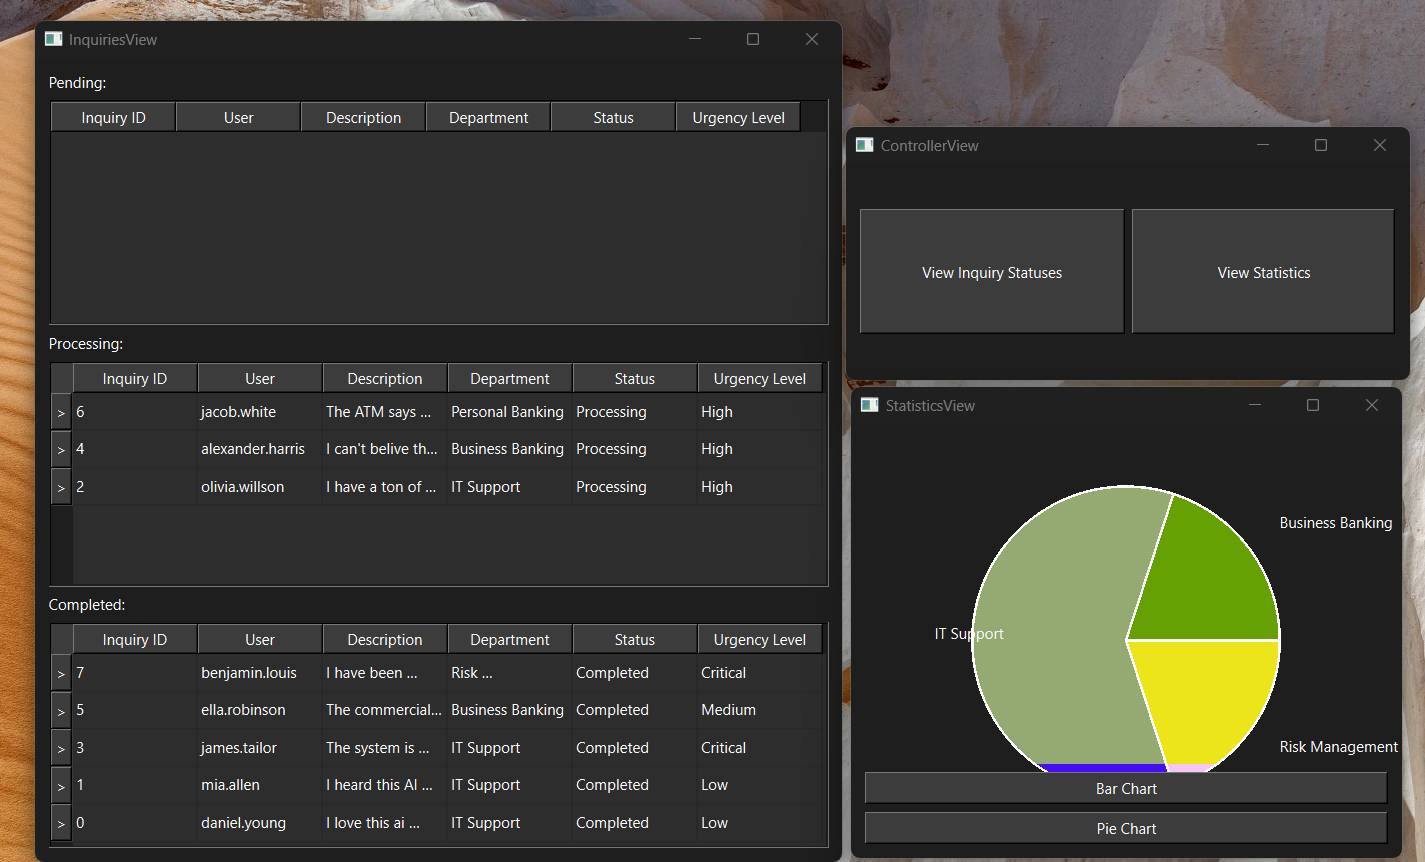 InquiriesView
Pending:
Inquiry ID User Description Department Status Urgency Level
Processing:
Inquiry ID User Description Department Status Urgency Level
> 6 jacob.white The ATM says ... Personal Banking Processing High
> 4 alexander.harris I can't belive th... Business Banking Processing High
> 2 olivia.willson I have a ton of ... IT Support Processing High
Completed:
Inquiry ID User Description Department Status Urgency Level
> 7 benjamin.louis I have been ... Risk ... Completed Critical
> 5 ella.robinson The commercial... Business Banking Completed Medium
> 3 james.tailor The system is ... IT Support Completed Critical
> 1 mia.allen I heard this AI ... IT Support Completed Low
> 0 daniel.young I love this ai ... IT Support Completed Low
ControllerView
View Inquiry Statuses View Statistics
StatisticsView
Business Banking
IT Support
Risk Management
Bar Chart
Pie Chart